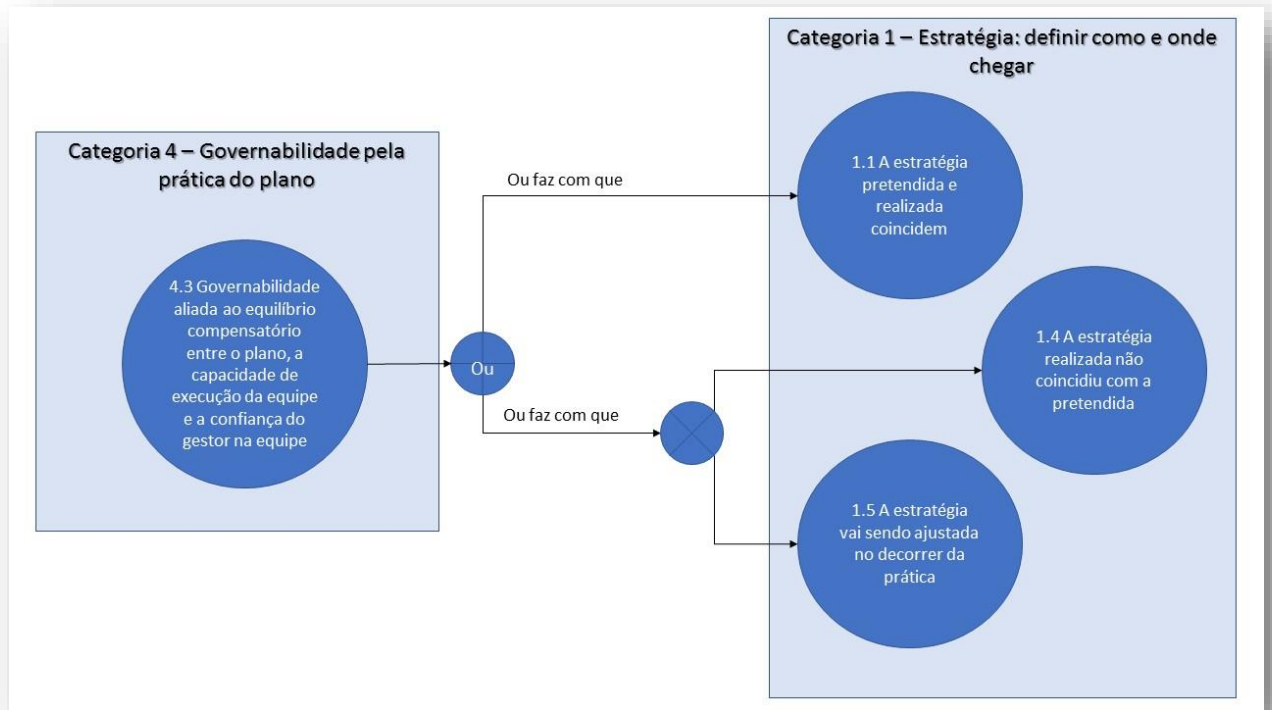 Categoria 4 – Governabilidade pela
prática do plano
4.3 Governabilidade
aliada ao equilíbrio
compensatório
entre o plano, a
capacidade de
execução da equipe
e a confiança do
gestor na equipe
Ou
Ou faz com que
Ou faz com que
Categoria 1 – Estratégia: definir como e onde
chegar
1.1 A estratégia
pretendida e
realizada
coincidem
1.4 A estratégia
realizada não
coincidiu com a
pretendida
1.5 A estratégia
vai sendo ajustada
no decorrer da
prática